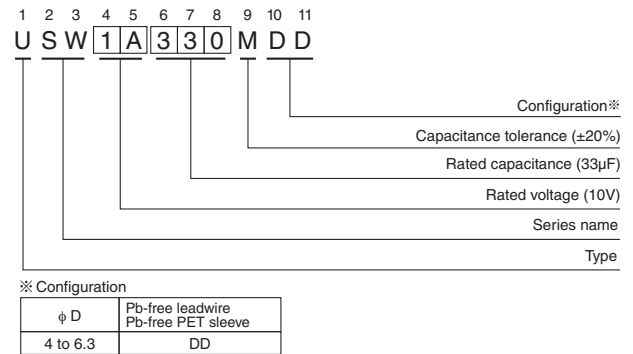 1 2 3 4 5 6 7 8 9 10 11
U S W 1 A 3 3 0 M D D
Configuration※
Capacitance tolerance (±20%)
Rated capacitance (33µF)
Rated voltage (10V)
Series name
Type
※ Configuration
ϕ D
Pb-free leadwire
Pb-free PET sleeve
4 to 6.3
DD